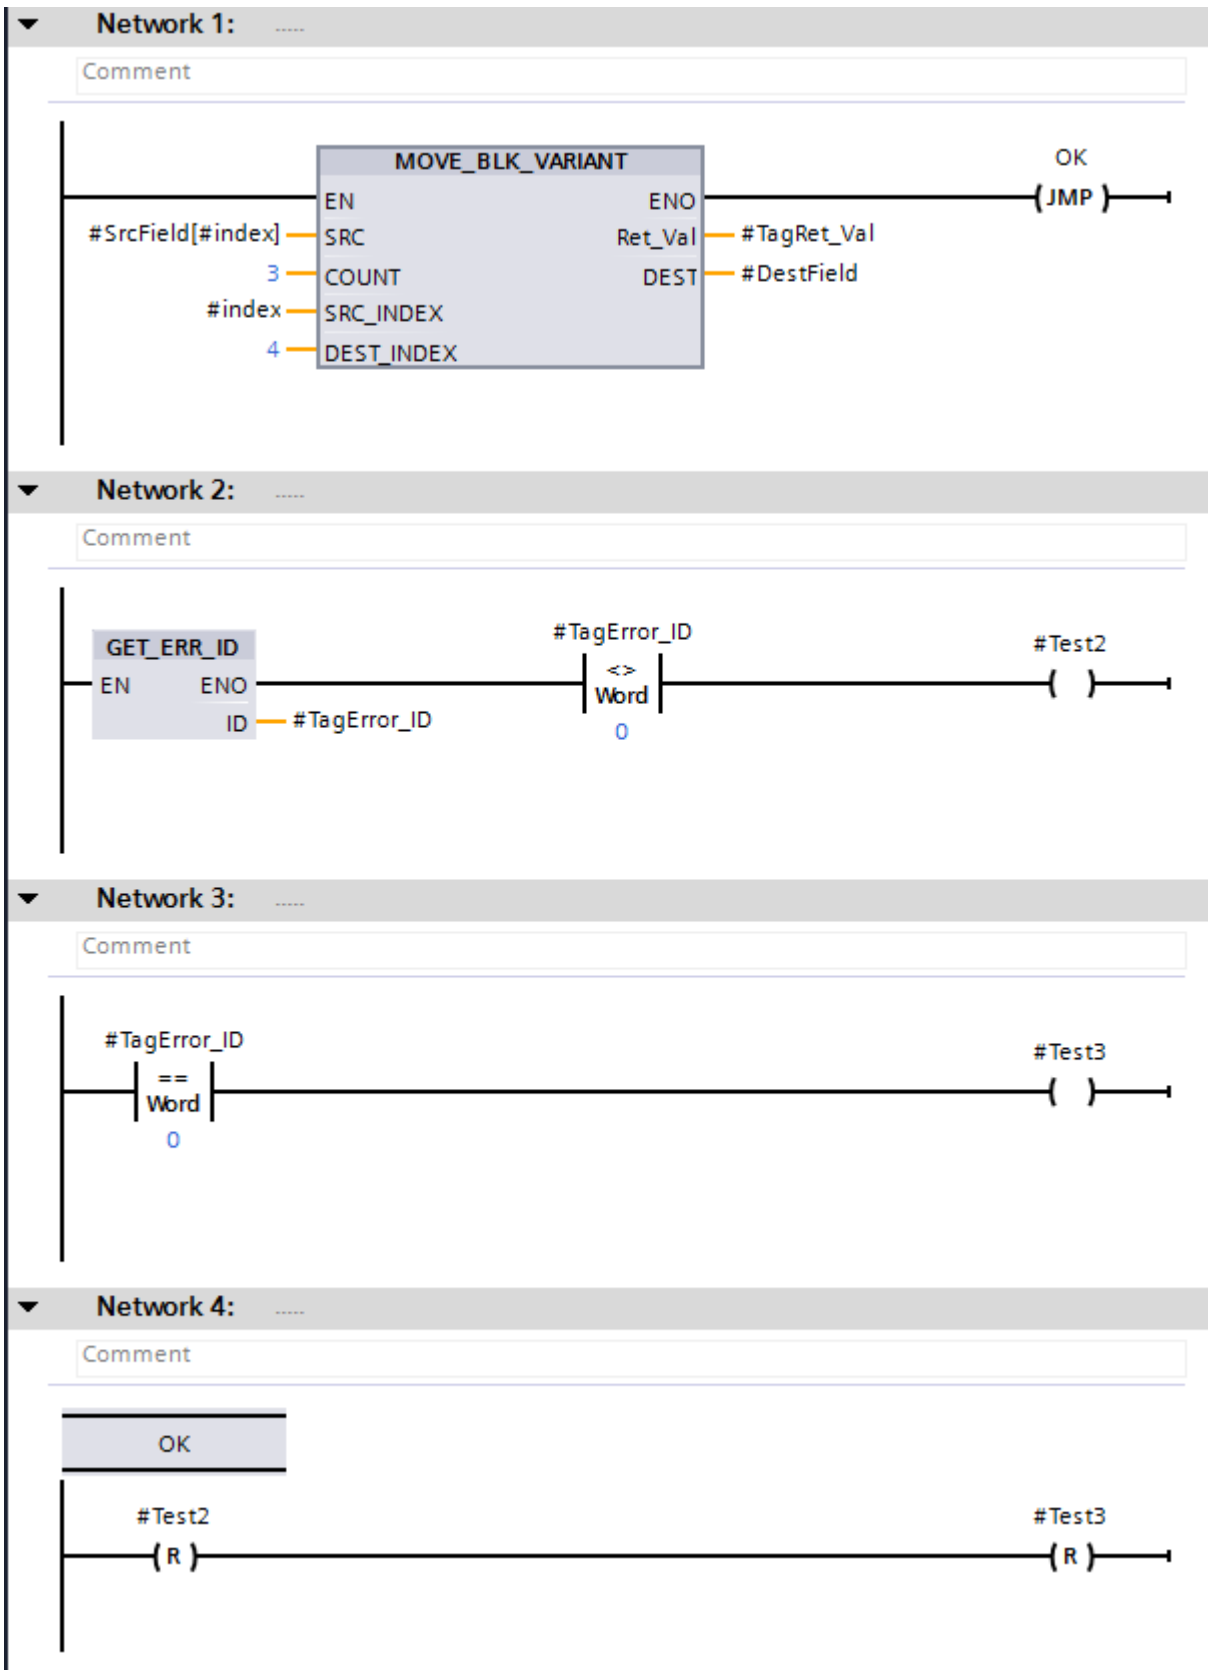 Network 1: .....
Comment
MOVE_BLK_VARIANT
OK
EN ENO
( JMP )
#SrcField[#index] SRC Ret_Val #TagRet_Val
3 COUNT DEST #DestField
#index SRC_INDEX
4 DEST_INDEX
Network 2: .....
Comment
#TagError_ID
GET_ERR_ID
#Test2
<>
EN ENO
Word
( )
ID #TagError_ID
0
Network 3: .....
Comment
#TagError_ID
#Test3
==
Word
( )
0
Network 4: .....
Comment
OK
#Test2 #Test3
( R ) ( R )